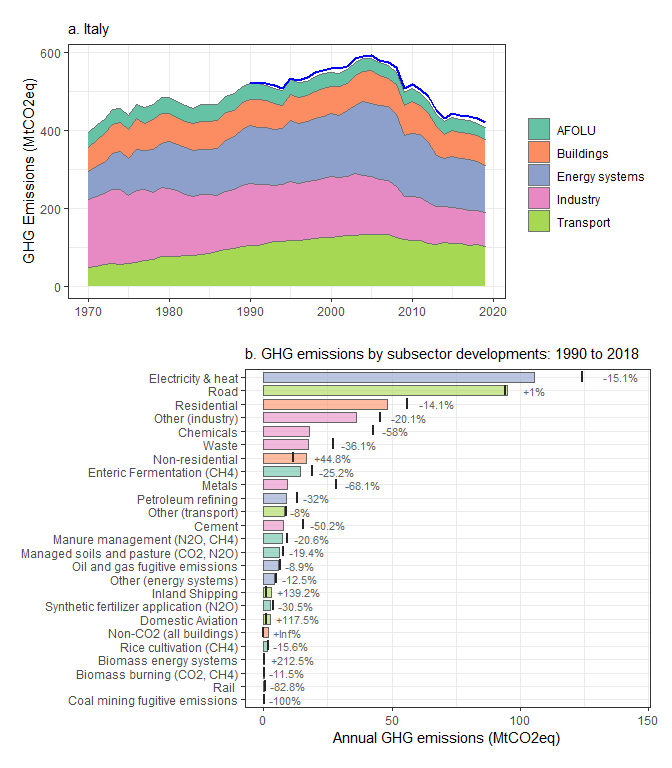 a. Italy
GHG Emissions (MtCO2eq)
600
400
200
0
1970
1980
1990
2000
2010
2020
AFOLU
Buildings
Energy systems
Industry
Transport
b. GHG emissions by subsector developments: 1990 to 2018
Electricity & heat -15.1%
Road +1%
Residential -14.1%
Other (industry) -20.1%
Chemicals -58%
Waste -36.1%
Non-residential +44.8%
Enteric Fermentation (CH4) -25.2%
Metals -68.1%
Petroleum refining -32%
Other (transport) -8%
Cement -50.2%
Manure management (N2O, CH4) -20.6%
Managed soils and pasture (CO2, N2O) -19.4%
Oil and gas fugitive emissions -8.9%
Other (energy systems) -12.5%
Inland Shipping +139.2%
Synthetic fertilizer application (N2O) -30.5%
Domestic Aviation +117.5%
Non-CO2 (all buildings) +Inf%
Rice cultivation (CH4) -15.6%
Biomass energy systems +212.5%
Biomass burning (CO2, CH4) -11.5%
Rail -82.8%
Coal mining fugitive emissions -100%
0
50
100
150
Annual GHG emissions (MtCO2eq)